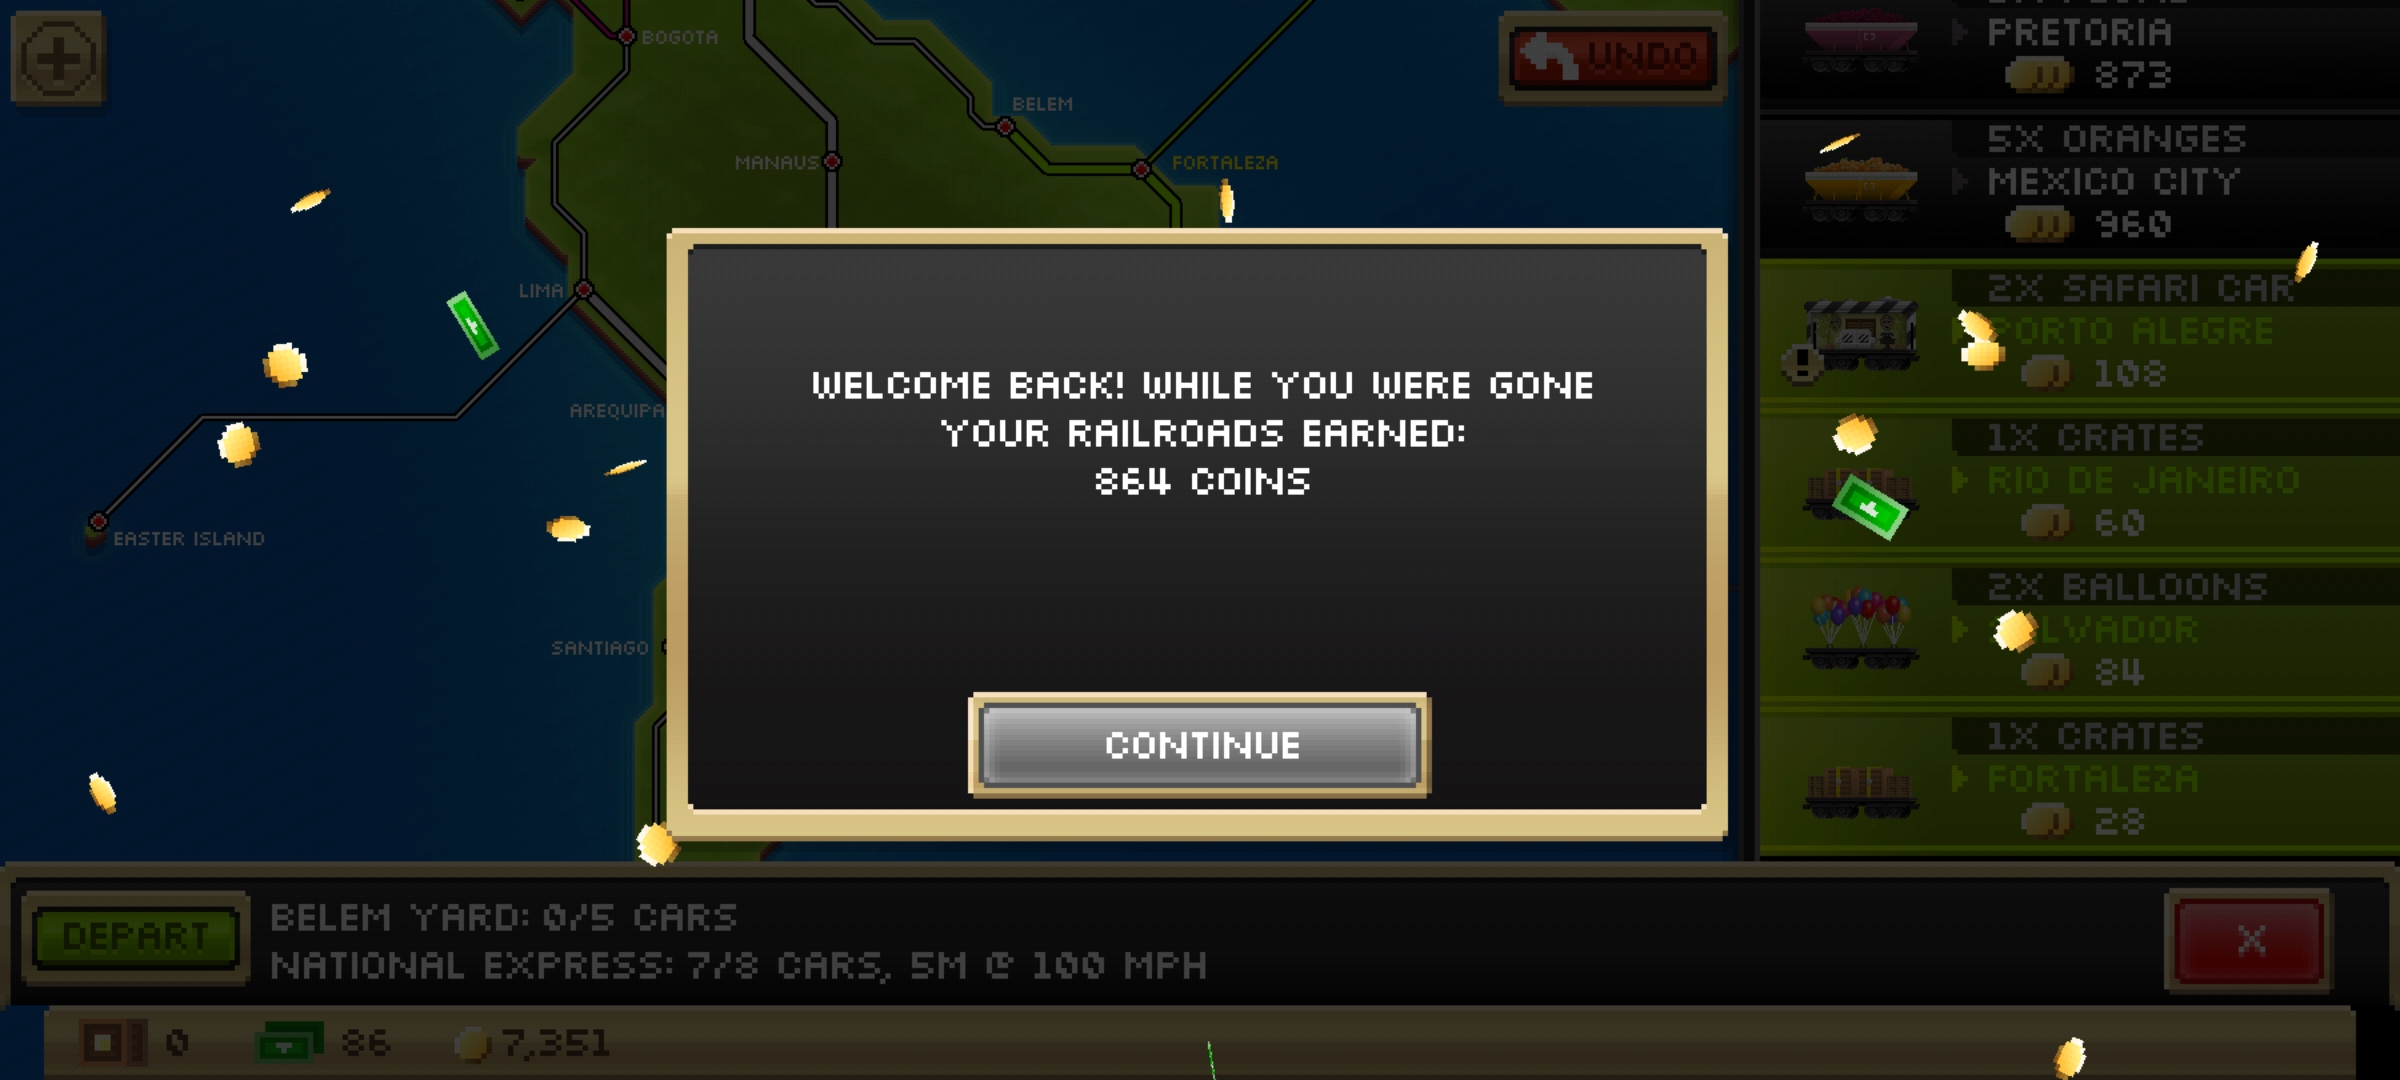 BOGOTA
BELEM
MANAUS
FORTALEZA
LIMA
AREQUIPA
EASTER ISLAND
SANTIAGO
UNDO
PRETORIA
873
5X ORANGES
MEXICO CITY
960
2X SAFARI CAR
PORTO ALEGRE
108
1X CRATES
RIO DE JANEIRO
60
2X BALLOONS
LVADOR
84
1X CRATES
FORTALEZA
28
WELCOME BACK! WHILE YOU WERE GONE
YOUR RAILROADS EARNED:
864 COINS
CONTINUE
DEPART
BELEM YARD: 0/5 CARS
NATIONAL EXPRESS: 7/8 CARS, 5M @ 100 MPH
X
0
86
7,351